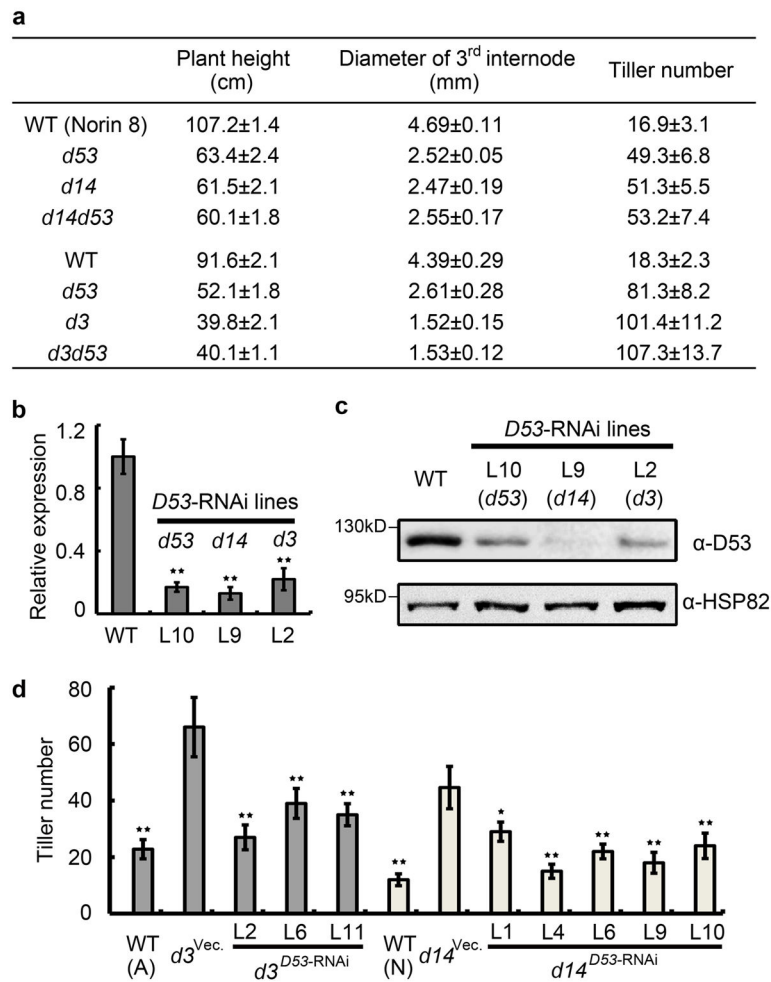 a
Plant height (cm) Diameter of 3rd internode (mm) Tiller number
WT (Norin 8) 107.2±1.4 4.69±0.11 16.9±3.1
d53 63.4±2.4 2.52±0.05 49.3±6.8
d14 61.5±2.1 2.47±0.19 51.3±5.5
d14d53 60.1±1.8 2.55±0.17 53.2±7.4
WT 91.6±2.1 4.39±0.29 18.3±2.3
d53 52.1±1.8 2.61±0.28 81.3±8.2
d3 39.8±2.1 1.52±0.15 101.4±11.2
d3d53 40.1±1.1 1.53±0.12 107.3±13.7
b
Relative expression
1.2
0.8
0.4
0
D53-RNAi lines
d53 d14 d3
** ** **
WT L10 L9 L2
c
D53-RNAi lines
WT L10 L9 L2
(d53) (d14) (d3)
130kD
α-D53
95kD
α-HSP82
d
Tiller number
80
60
40
20
0
** ** ** ** ** * ** ** ** **
WT (A) d3Vec. L2 L6 L11 WT (N) d14Vec. L1 L4 L6 L9 L10
d3D53-RNAi d14D53-RNAi